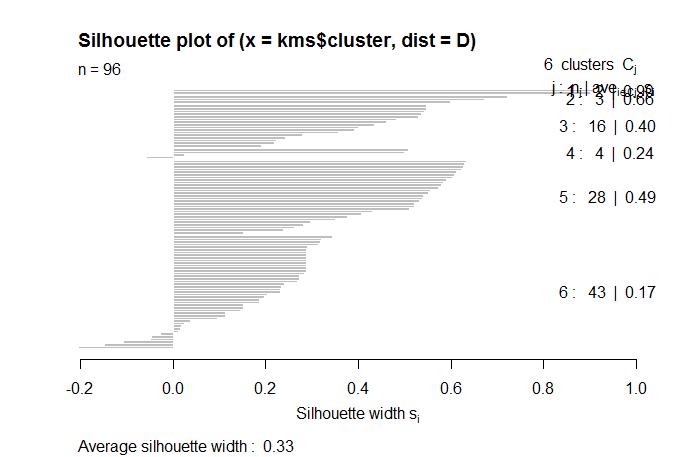 Silhouette plot of (x = kms$cluster, dist = D)
n = 96
6 clusters Cj
j : nj | avei∈Cj si
2 : 3 | 0.66
3 : 16 | 0.40
4 : 4 | 0.24
5 : 28 | 0.49
6 : 43 | 0.17
-0.2 0.0 0.2 0.4 0.6 0.8 1.0
Silhouette width si
Average silhouette width : 0.33